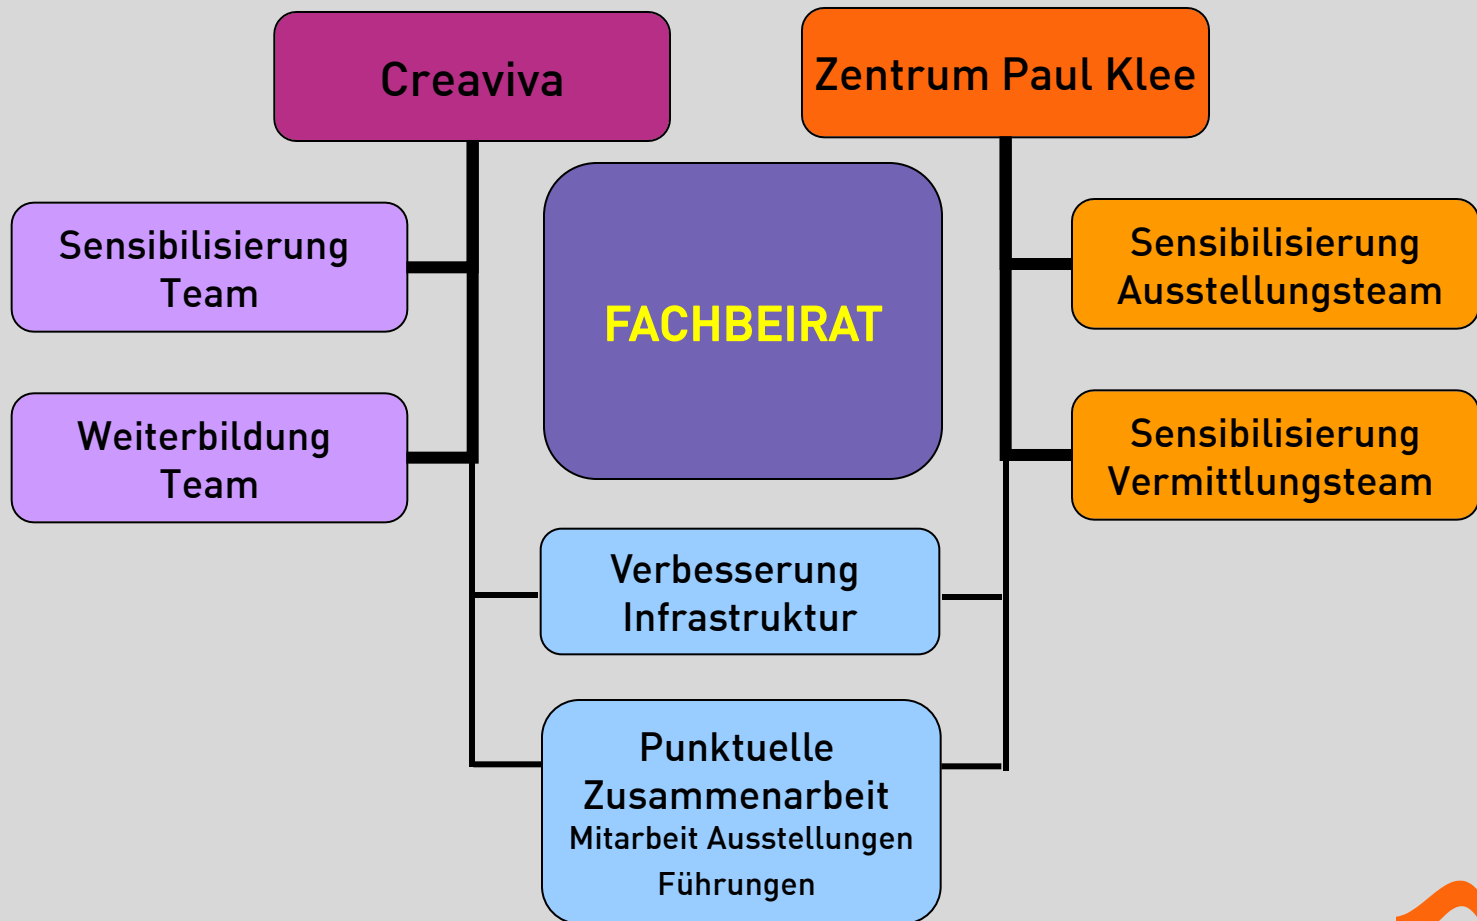 Creaviva
Zentrum Paul Klee
Sensibilisierung
Team
FACHBEIRAT
Sensibilisierung
Ausstellungsteam
Weiterbildung
Team
Sensibilisierung
Vermittlungsteam
Verbesserung
Infrastruktur
Punktuelle
Zusammenarbeit
Mitarbeit Ausstellungen
Führungen